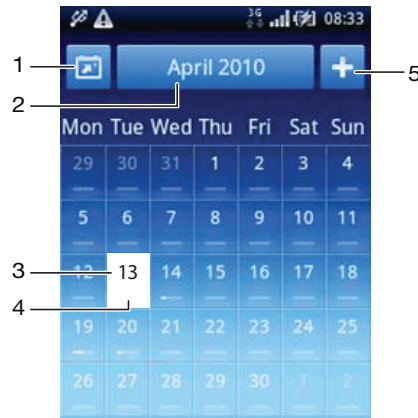 3G 08:33
1
April 2010
5
2
Mon Tue Wed Thu Fri Sat Sun
29 30 31 1 2 3 4
5 6 7 8 9 10 11
3
12 13 14 15 16 17 18
4
19 20 21 22 23 24 25
26 27 28 29 30 1 2